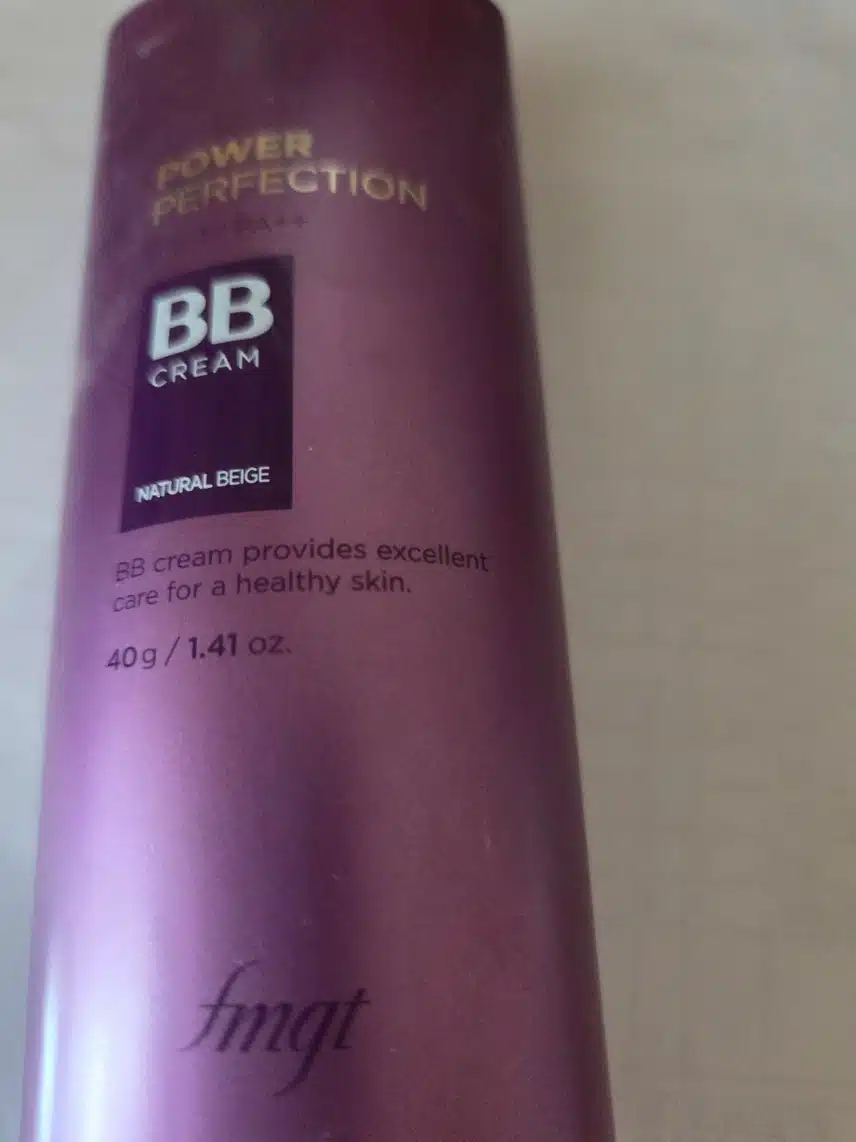 POWER
PERFECTION
PA++
BB
CREAM
NATURAL BEIGE
BB cream provides excellent
care for a healthy skin.
40g / 1.41 oz.
fmgt